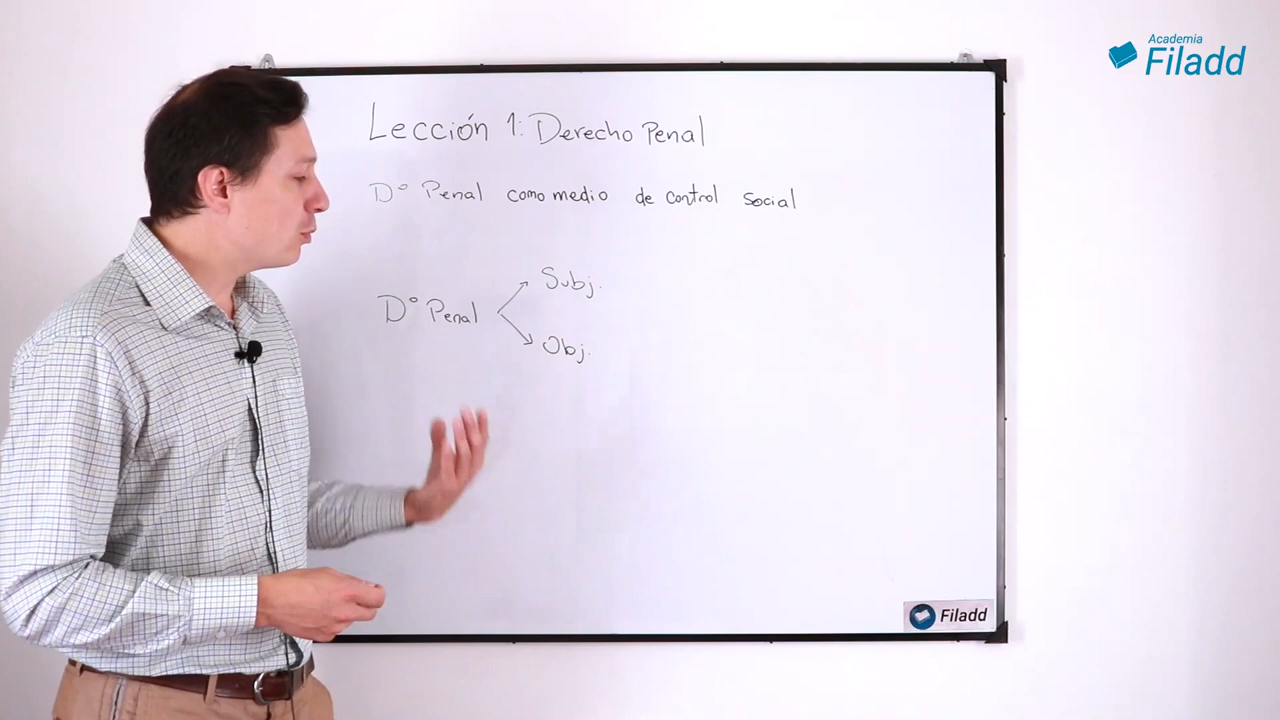 Academia
Filadd
Lección 1: Derecho Penal
D° Penal como medio de control social
Subj.
D° Penal
Obj.
Filadd